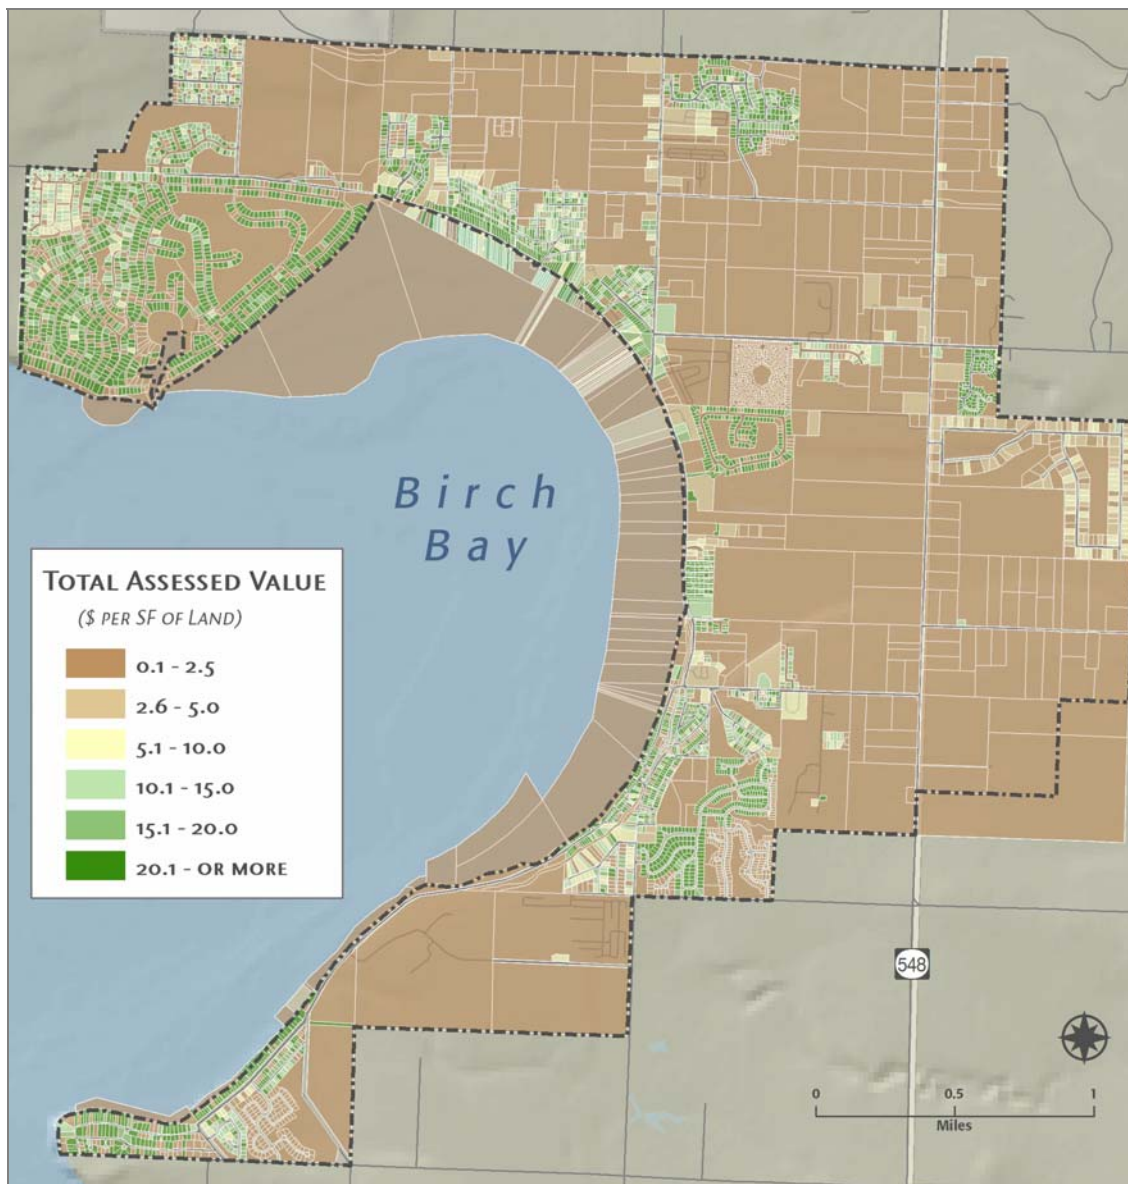 Birch
Bay
TOTAL ASSESSED VALUE
($ PER SF OF LAND)
0.1 - 2.5
2.6 - 5.0
5.1 - 10.0
10.1 - 15.0
15.1 - 20.0
20.1 - OR MORE
548
0 0.5 1
Miles